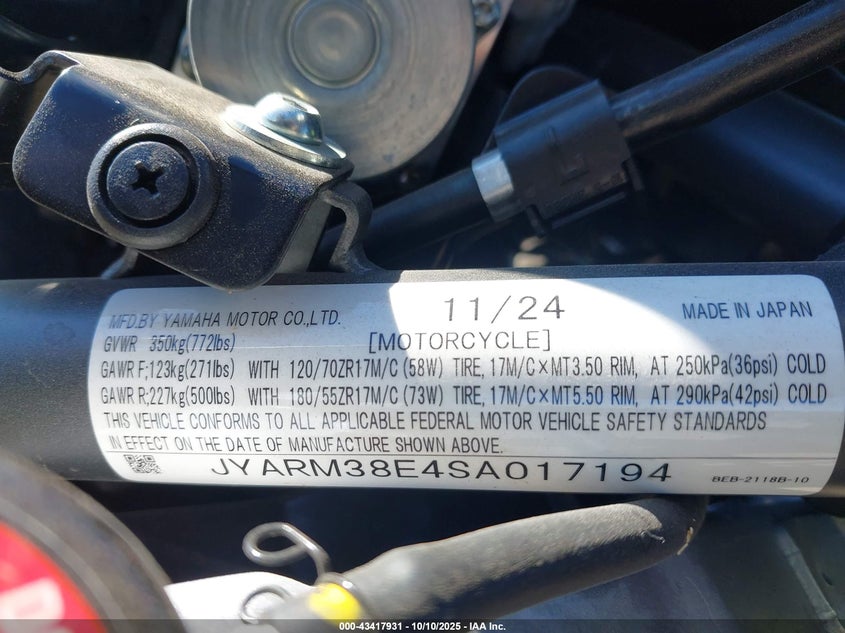 MFD.BY YAMAHA MOTOR CO.,LTD. 11/24 MADE IN JAPAN
GVWR 350kg(772lbs) [MOTORCYCLE]
GAWR F;123kg(271lbs) WITH 120/70ZR17M/C (58W) TIRE, 17M/C×MT3.50 RIM, AT 250kPa(36psi) COLD
GAWR R;227kg(500lbs) WITH 180/55ZR17M/C (73W) TIRE, 17M/C×MT5.50 RIM, AT 290kPa(42psi) COLD
THIS VEHICLE CONFORMS TO ALL APPLICABLE FEDERAL MOTOR VEHICLE SAFETY STANDARDS
IN EFFECT ON THE DATE OF MANUFACTURE SHOWN ABOVE.
JYARM38E4SA017194 BEB-2118B-10
000-43417931 - 10/10/2025 - IAA Inc.